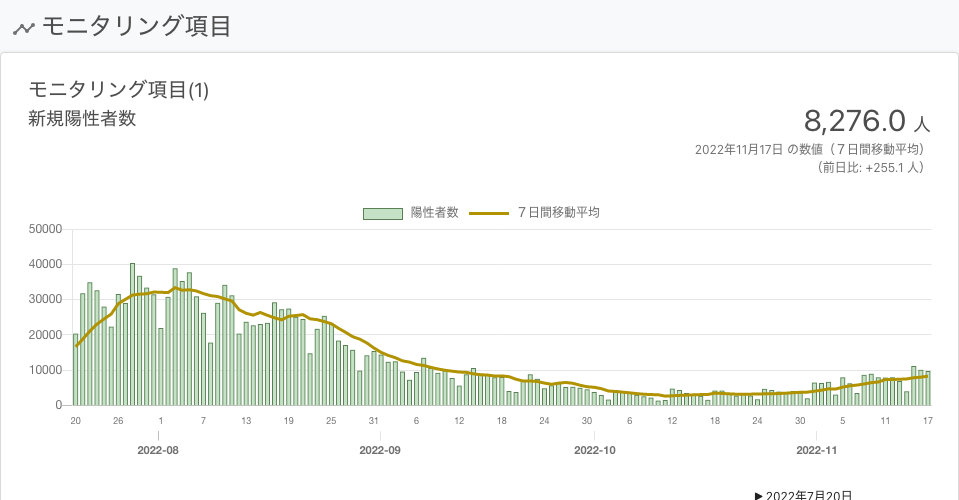 モニタリング項目
モニタリング項目(1)
新規陽性者数
8,276.0 人
2022年11月17日 の数値（７日間移動平均）
（前日比: +255.1 人）
陽性者数 ７日間移動平均
50000
40000
30000
20000
10000
0
20 26 1 7 13 19 25 31 6 12 18 24 30 6 12 18 24 30 5 11 17
2022-08 2022-09 2022-10 2022-11
▶ 2022年7月20日